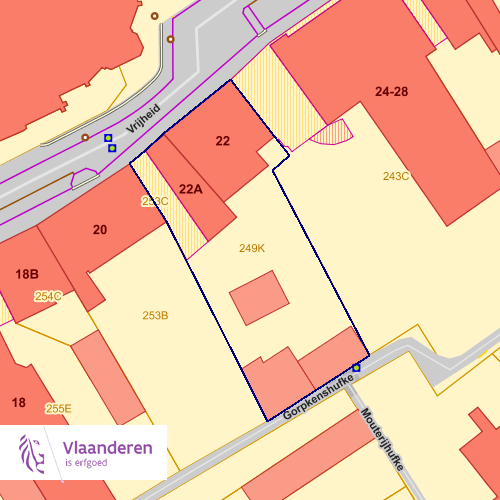 Vrijheid
24-28
22
22A
243C
253C
20
249K
18B
254C
253B
18
255E
Gorpkenshufke
Mouterijhufke
Vlaanderen
is erfgoed